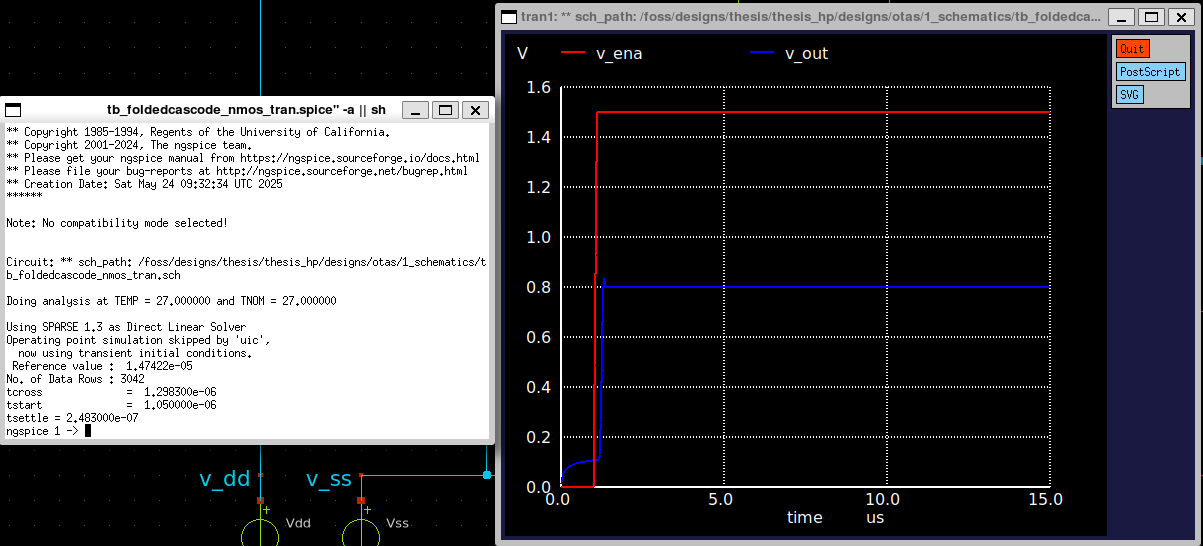 tb_foldedcascode_nmos_tran.spice" -a || sh
** Copyright 1985-1994, Regents of the University of California.
** Copyright 2001-2024, The ngspice team.
** Please get your ngspice manual from https://ngspice.sourceforge.io/docs.html
** Please file your bug-reports at http://ngspice.sourceforge.net/bugrep.html
** Creation Date: Sat May 24 09:32:34 UTC 2025
******
Note: No compatibility mode selected!
Circuit: ** sch_path: /foss/designs/thesis/thesis_hp/designs/otas/1_schematics/t
b_foldedcascode_nmos_tran.sch
Doing analysis at TEMP = 27.000000 and TNOM = 27.000000
Using SPARSE 1.3 as Direct Linear Solver
Operating point simulation skipped by 'uic',
now using transient initial conditions.
Reference value :  1.47422e-05
No. of Data Rows : 3042
tcross              =  1.298300e-06
tstart              =  1.050000e-06
tsettle = 2.483000e-07
ngspice 1 ->
v_dd
v_ss
+
+
Vdd
Vss
tran1: ** sch_path: /foss/designs/thesis/thesis_hp/designs/otas/1_schematics/tb_foldedca...
V
v_ena
v_out
Quit
PostScript
SVG
1.6
1.4
1.2
1.0
0.8
0.6
0.4
0.2
0.0
0.0 5.0 10.0 15.0
time us